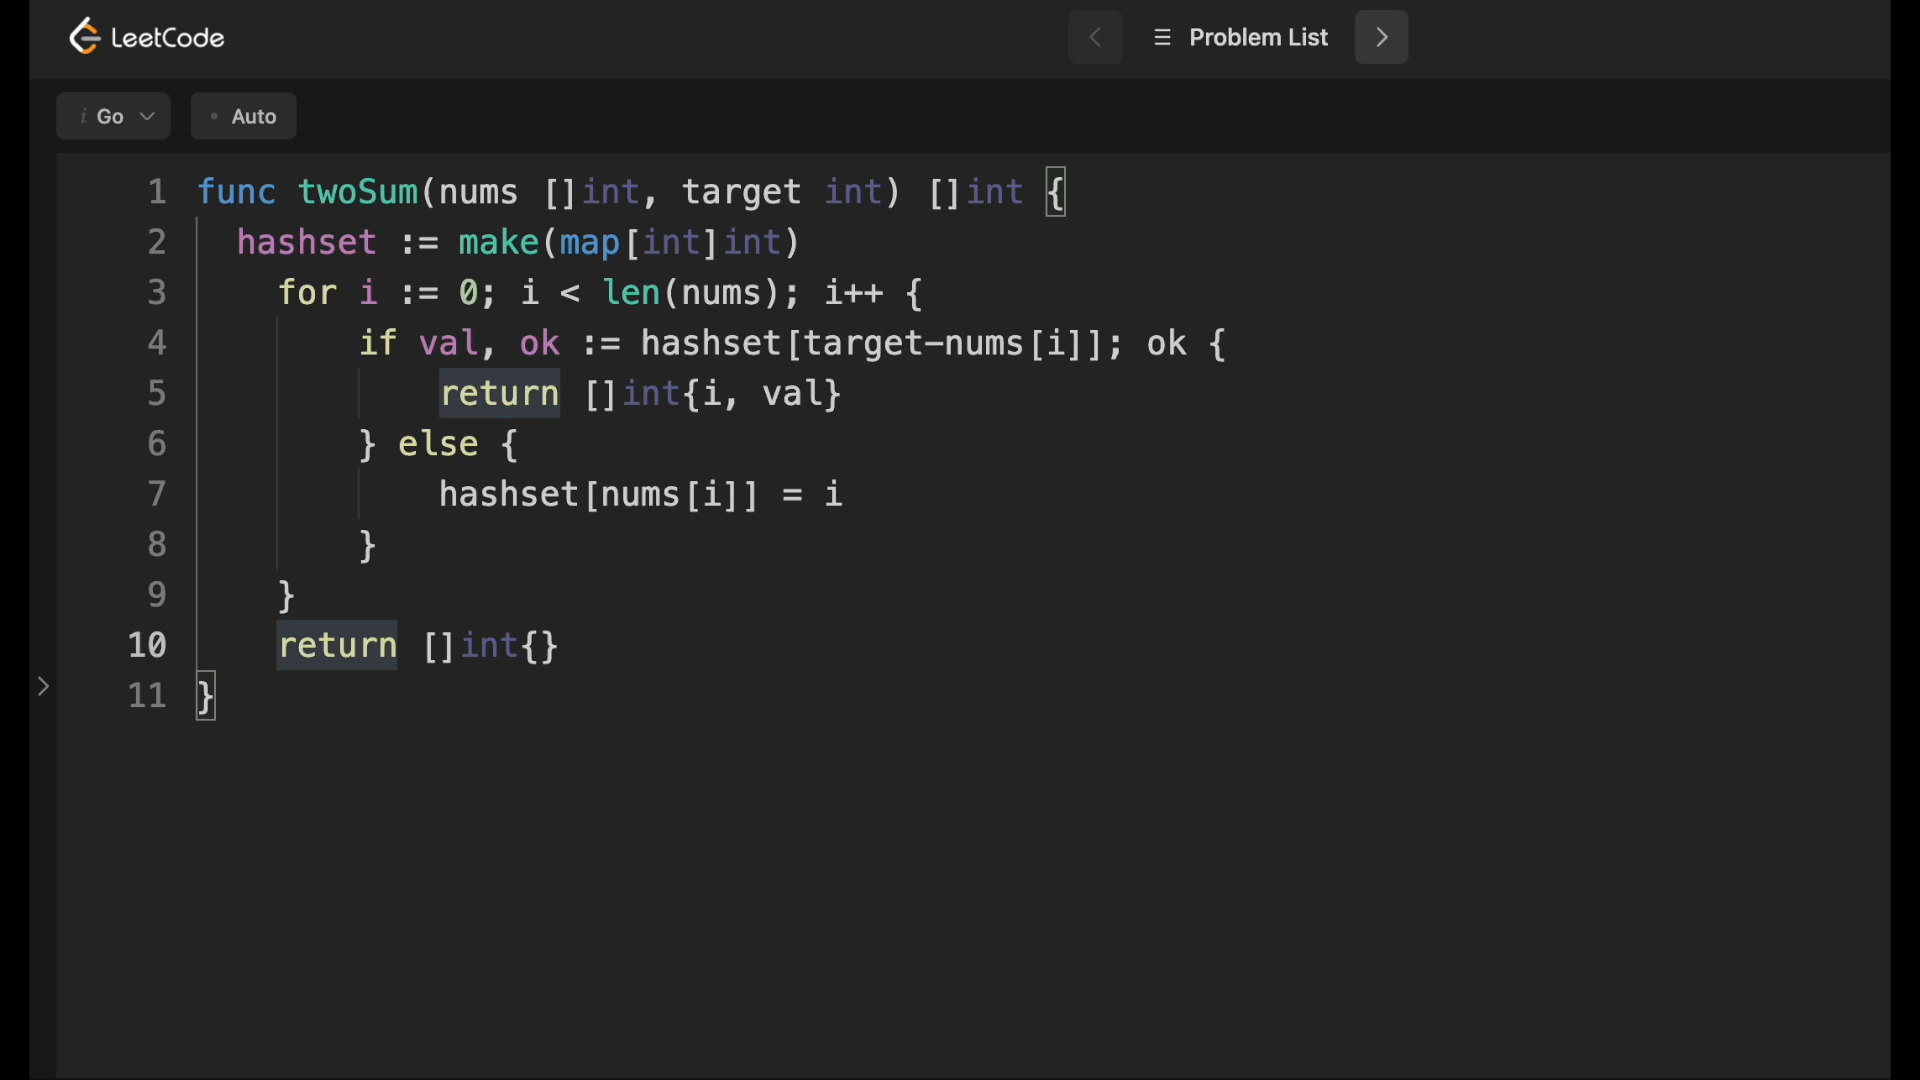 LeetCode
Problem List
i Go
Auto
1 func twoSum(nums []int, target int) []int {
2 hashset := make(map[int]int)
3 for i := 0; i < len(nums); i++ {
4 if val, ok := hashset[target-nums[i]]; ok {
5 return []int{i, val}
6 } else {
7 hashset[nums[i]] = i
8 }
9 }
10 return []int{}
11 }